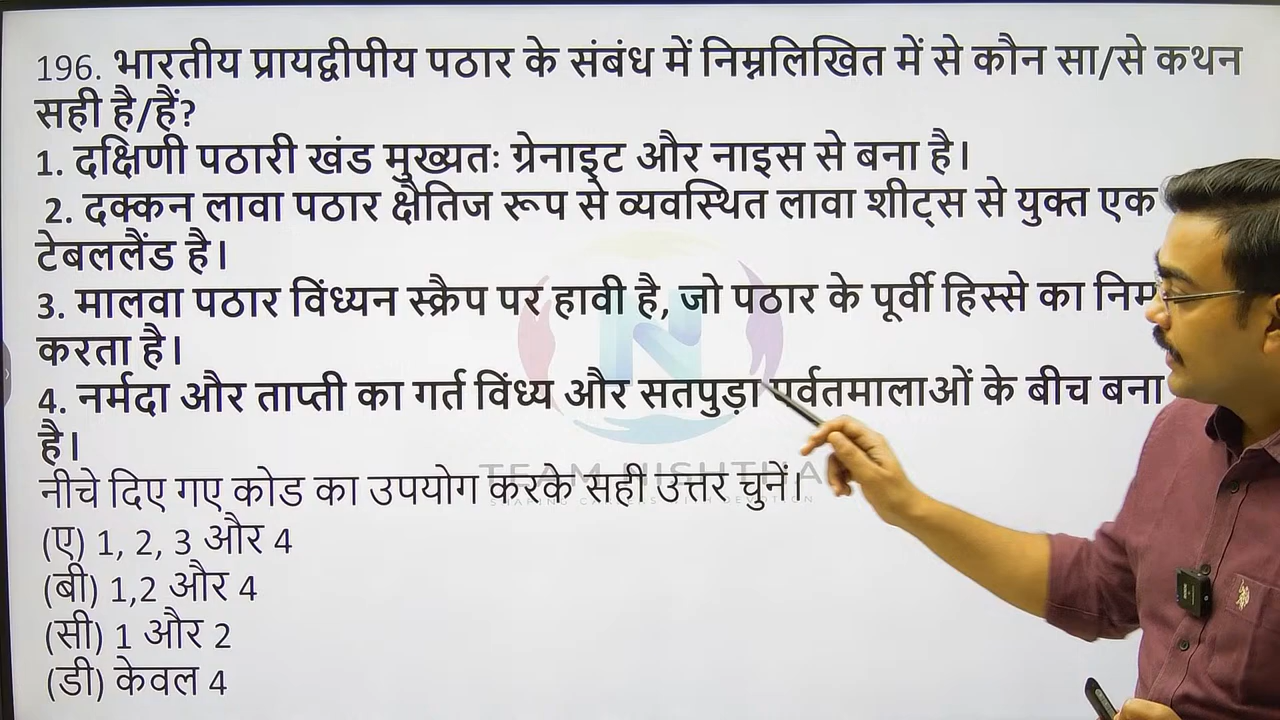 196. भारतीय प्रायद्वीपीय पठार के संबंध में निम्नलिखित में से कौन सा/से कथन
सही है/हैं?
1. दक्षिणी पठारी खंड मुख्यतः ग्रेनाइट और नाइस से बना है।
2. दक्कन लावा पठार क्षैतिज रूप से व्यवस्थित लावा शीट्स से युक्त एक
टेबललैंड है।
3. मालवा पठार विंध्यन स्क्रैप पर हावी है, जो पठार के पूर्वी हिस्से का
करता है।
4. नर्मदा और ताप्ती का गर्त विंध्य और सतपुड़ा पर्वतमालाओं के बीच बना
है।
TEAM NISHTHA
नीचे दिए गए कोड का उपयोग करके सही उत्तर चुनें।
(ए) 1, 2, 3 और 4
(बी) 1,2 और 4
(सी) 1 और 2
(डी) केवल 4